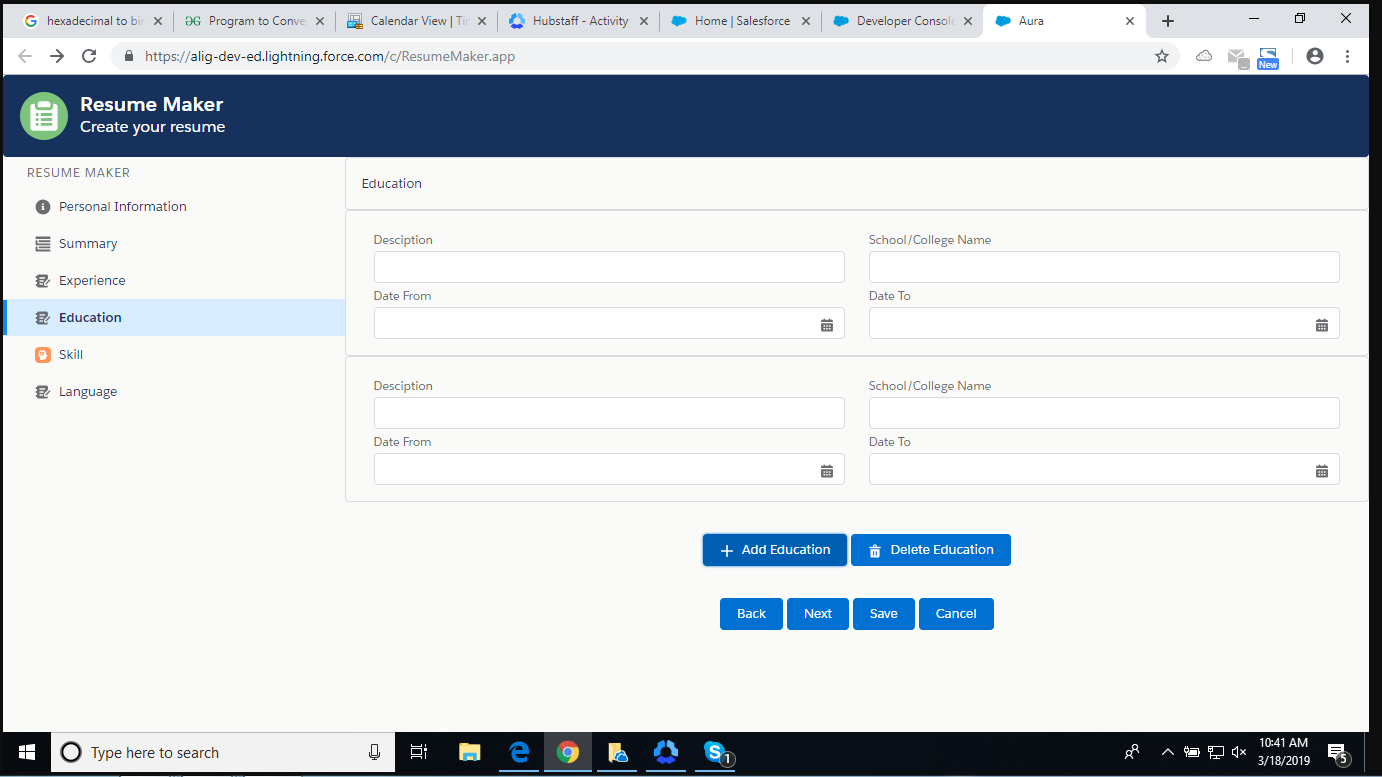 hexadecimal to bin
Program to Conve
Calendar View | Tir
Hubstaff - Activity
Home | Salesforce
Developer Console
Aura
https://alig-dev-ed.lightning.force.com/c/ResumeMaker.app
New
Resume Maker
Create your resume
RESUME MAKER
Personal Information
Summary
Experience
Education
Skill
Language
Education
Desciption
School/College Name
Date From
Date To
Desciption
School/College Name
Date From
Date To
Add Education
Delete Education
Back
Next
Save
Cancel
Type here to search
1
10:41 AM
3/18/2019
5